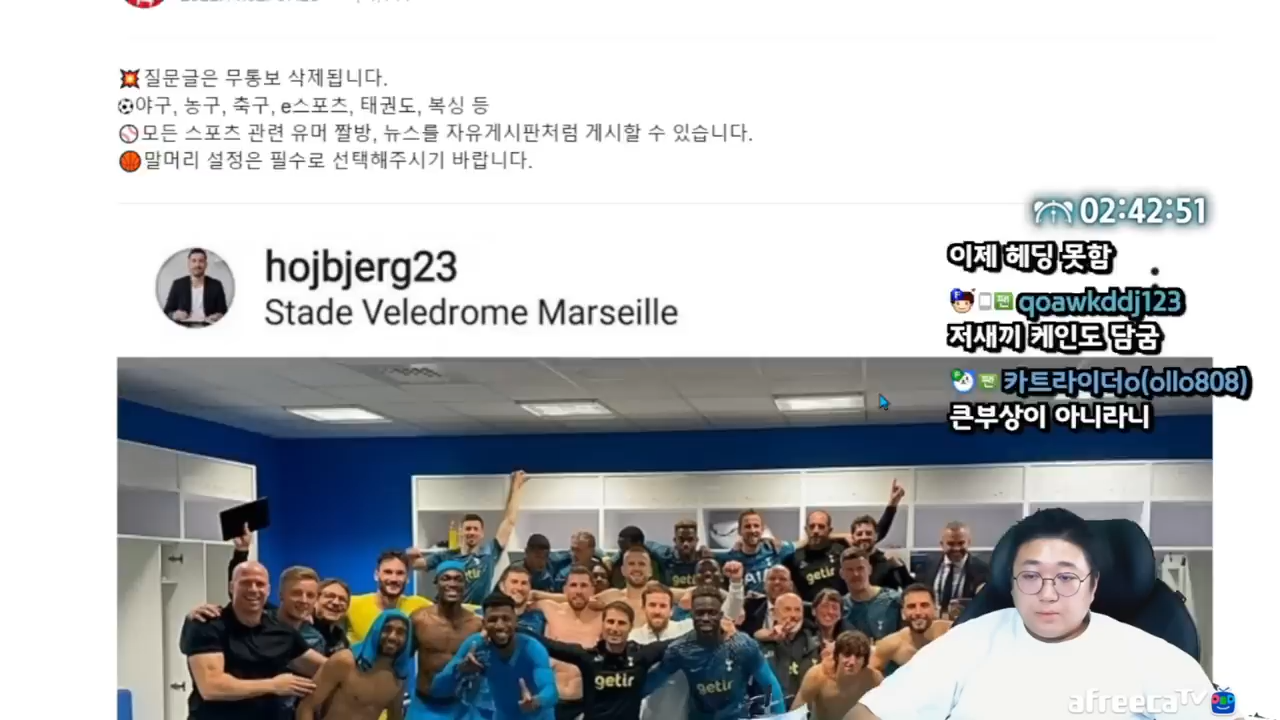 💥질문글은 무통보 삭제됩니다.
⚽야구, 농구, 축구, e스포츠, 태권도, 복싱 등
⚾모든 스포츠 관련 유머 짤방, 뉴스를 자유게시판처럼 게시할 수 있습니다.
🏀말머리 설정은 필수로 선택해주시기 바랍니다.
02:42:51
hojbjerg23
Stade Veledrome Marseille
이제 헤딩 못함
qoawkddj123
저새끼 케인도 담굼
카트라이더o(ollo808)
큰부상이 아니라니
getir
getir
getir
getir
AIA
getir
afreecaTV